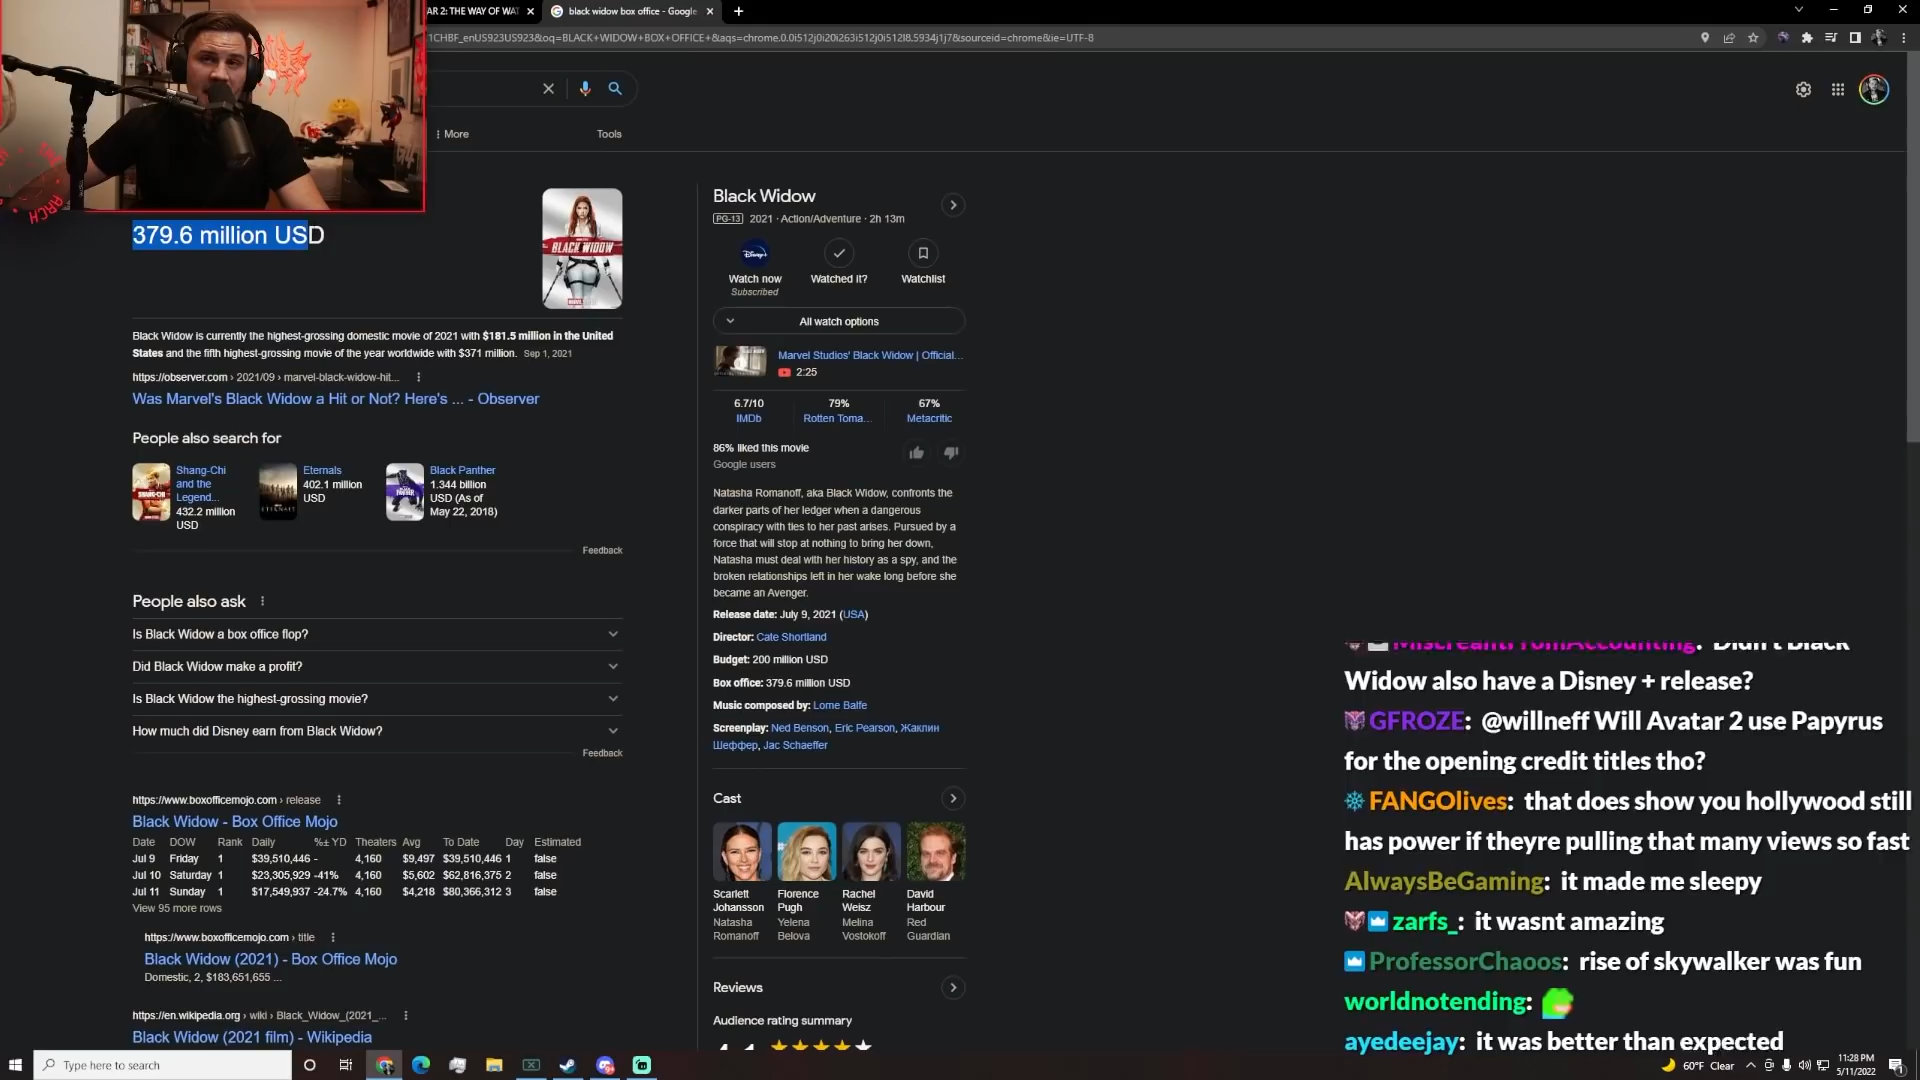 AR 2: THE WAY OF WAT
black widow box office - Google
1CHBF_enUS923US923&oq=BLACK+WIDOW+BOX+OFFICE+&aqs=chrome.0.0i512j0i20i263i512j0i512l8.5934j1j7&sourceid=chrome&ie=UTF-8
More
Tools
379.6 million USD
Black Widow is currently the highest-grossing domestic movie of 2021 with $181.5 million in the United
States and the fifth highest-grossing movie of the year worldwide with $371 million. Sep 1, 2021
https://observer.com › 2021/09 › marvel-black-widow-hit...
Was Marvel's Black Widow a Hit or Not? Here's ... - Observer
People also search for
Shang-Chi
and the
Legend...
432.2 million
USD
Eternals
402.1 million
USD
Black Panther
1.344 billion
USD (As of
May 22, 2018)
Feedback
People also ask
Is Black Widow a box office flop?
Did Black Widow make a profit?
Is Black Widow the highest-grossing movie?
How much did Disney earn from Black Widow?
Feedback
https://www.boxofficemojo.com › release
Black Widow - Box Office Mojo
Date DOW Rank Daily %± YD Theaters Avg To Date Day Estimated
Jul 9 Friday 1 $39,510,446 - 4,160 $9,497 $39,510,446 1 false
Jul 10 Saturday 1 $23,305,929 -41% 4,160 $5,602 $62,816,375 2 false
Jul 11 Sunday 1 $17,549,937 -24.7% 4,160 $4,218 $80,366,312 3 false
View 95 more rows
https://www.boxofficemojo.com › title
Black Widow (2021) - Box Office Mojo
Domestic, 2, $183,651,655 ...
https://en.wikipedia.org › wiki › Black_Widow_(2021_...
Black Widow (2021 film) - Wikipedia
BLACK WIDOW
Black Widow
PG-13 2021 · Action/Adventure · 2h 13m
Disney+
Watch now
Subscribed
Watched it?
Watchlist
All watch options
Marvel Studios' Black Widow | Official...
2:25
6.7/10
IMDb
79%
Rotten Toma...
67%
Metacritic
86% liked this movie
Google users
Natasha Romanoff, aka Black Widow, confronts the
darker parts of her ledger when a dangerous
conspiracy with ties to her past arises. Pursued by a
force that will stop at nothing to bring her down,
Natasha must deal with her history as a spy, and the
broken relationships left in her wake long before she
became an Avenger.
Release date: July 9, 2021 (USA)
Director: Cate Shortland
Budget: 200 million USD
Box office: 379.6 million USD
Music composed by: Lorne Balfe
Screenplay: Ned Benson, Eric Pearson, Жаклин
Шеффер, Jac Schaeffer
Cast
Scarlett
Johansson
Natasha
Romanoff
Florence
Pugh
Yelena
Belova
Rachel
Weisz
Melina
Vostokoff
David
Harbour
Red
Guardian
Reviews
Audience rating summary
MiscreantFromAccounting: Didn't Black
Widow also have a Disney + release?
GFROZE: @willneff Will Avatar 2 use Papyrus
for the opening credit titles tho?
FANGOlives: that does show you hollywood still
has power if theyre pulling that many views so fast
AlwaysBeGaming: it made me sleepy
zarfs_: it wasnt amazing
ProfessorChaoos: rise of skywalker was fun
worldnotending:
ayedeejay: it was better than expected
Type here to search
60°F Clear
11:28 PM
5/11/2022